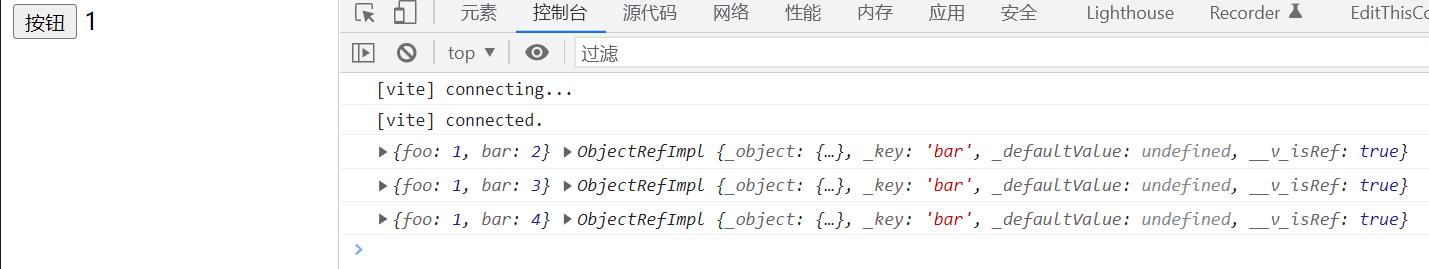 按钮 1
元素 控制台 源代码 网络 性能 内存 应用 安全 Lighthouse Recorder EditThisCo
top ▼ 过滤
[vite] connecting...
[vite] connected.
▶{foo: 1, bar: 2} ▶ObjectRefImpl {_object: {…}, _key: 'bar', _defaultValue: undefined, __v_isRef: true}
▶{foo: 1, bar: 3} ▶ObjectRefImpl {_object: {…}, _key: 'bar', _defaultValue: undefined, __v_isRef: true}
▶{foo: 1, bar: 4} ▶ObjectRefImpl {_object: {…}, _key: 'bar', _defaultValue: undefined, __v_isRef: true}
>